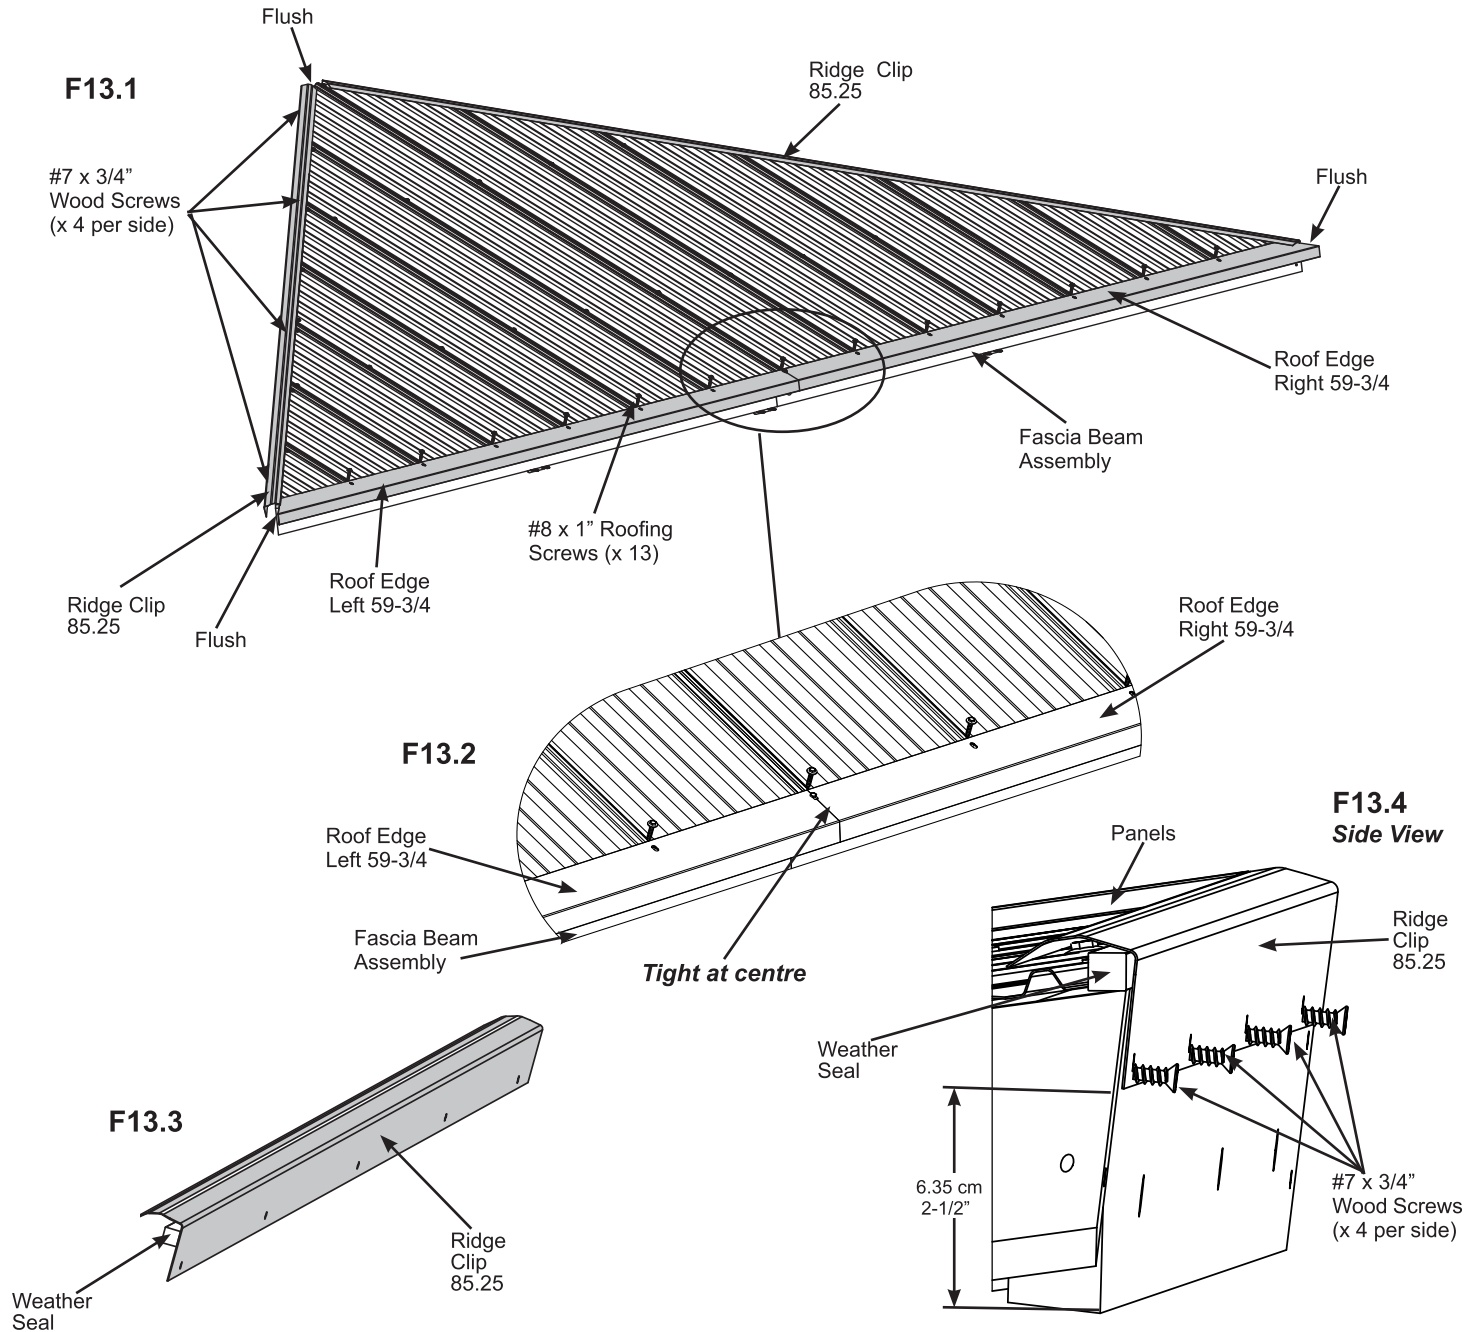 Flush
F13.1
Ridge Clip
85.25
#7 x 3/4”
Wood Screws
(x 4 per side)
Flush
Roof Edge
Right 59-3/4
Fascia Beam
Assembly
#8 x 1” Roofing
Screws (x 13)
Roof Edge
Left 59-3/4
Ridge Clip
85.25
Flush
Roof Edge
Right 59-3/4
F13.2
Roof Edge
Left 59-3/4
Fascia Beam
Assembly
Tight at centre
F13.4
Side View
Panels
Ridge
Clip
85.25
Weather
Seal
6.35 cm
2-1/2”
#7 x 3/4”
Wood Screws
(x 4 per side)
F13.3
Ridge
Clip
85.25
Weather
Seal